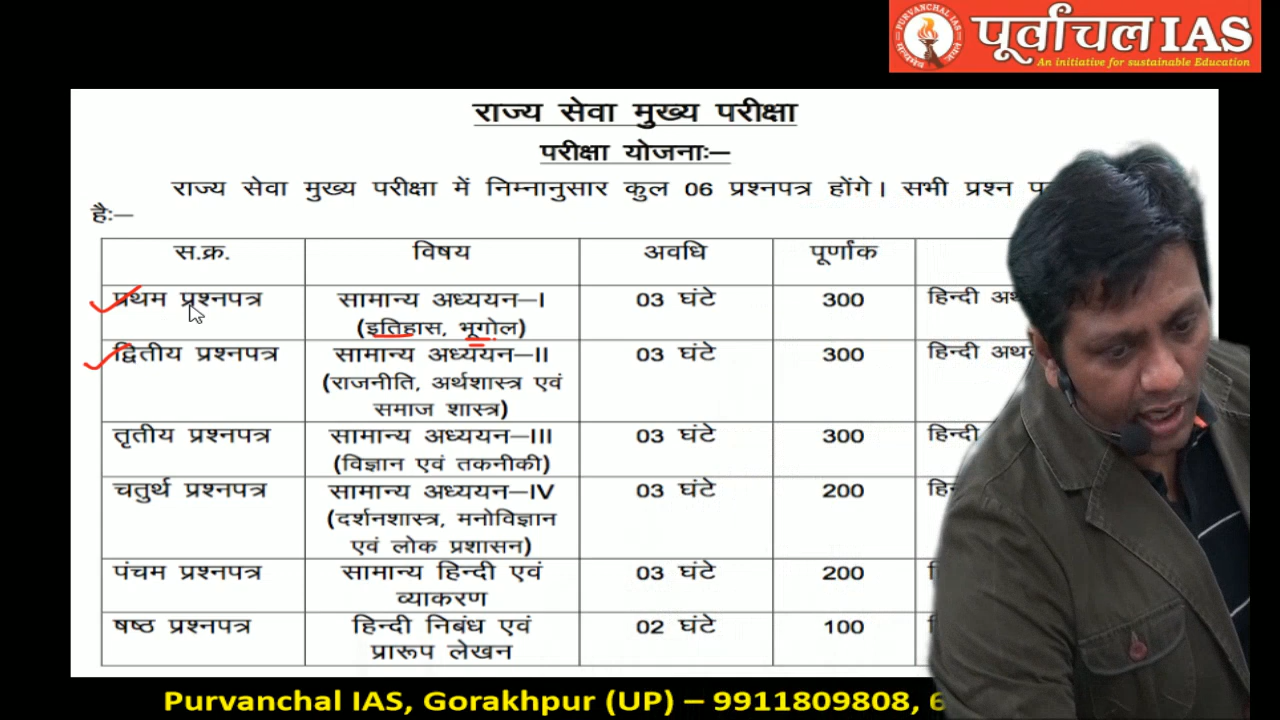 PURVANCHAL IAS
पूर्वांचल IAS
An initiative for sustainable Education
राज्य सेवा मुख्य परीक्षा
परीक्षा योजनाः—
राज्य सेवा मुख्य परीक्षा में निम्नानुसार कुल 06 प्रश्नपत्र होंगे। सभी प्रश्न
हैः—
स.क्र. विषय अवधि पूर्णांक
प्रथम प्रश्नपत्र सामान्य अध्ययन—I 03 घंटे 300 हिन्दी
(इतिहास, भूगोल)
द्वितीय प्रश्नपत्र सामान्य अध्ययन—II 03 घंटे 300 हिन्दी
(राजनीति, अर्थशास्त्र एवं
समाज शास्त्र)
तृतीय प्रश्नपत्र सामान्य अध्ययन—III 03 घंटे 300 हिन्दी
(विज्ञान एवं तकनीकी)
चतुर्थ प्रश्नपत्र सामान्य अध्ययन—IV 03 घंटे 200
(दर्शनशास्त्र, मनोविज्ञान
एवं लोक प्रशासन)
पंचम प्रश्नपत्र सामान्य हिन्दी एवं 03 घंटे 200
व्याकरण
षष्ठ प्रश्नपत्र हिन्दी निबंध एवं 02 घंटे 100
प्रारूप लेखन
Purvanchal IAS, Gorakhpur (UP) – 9911809808,